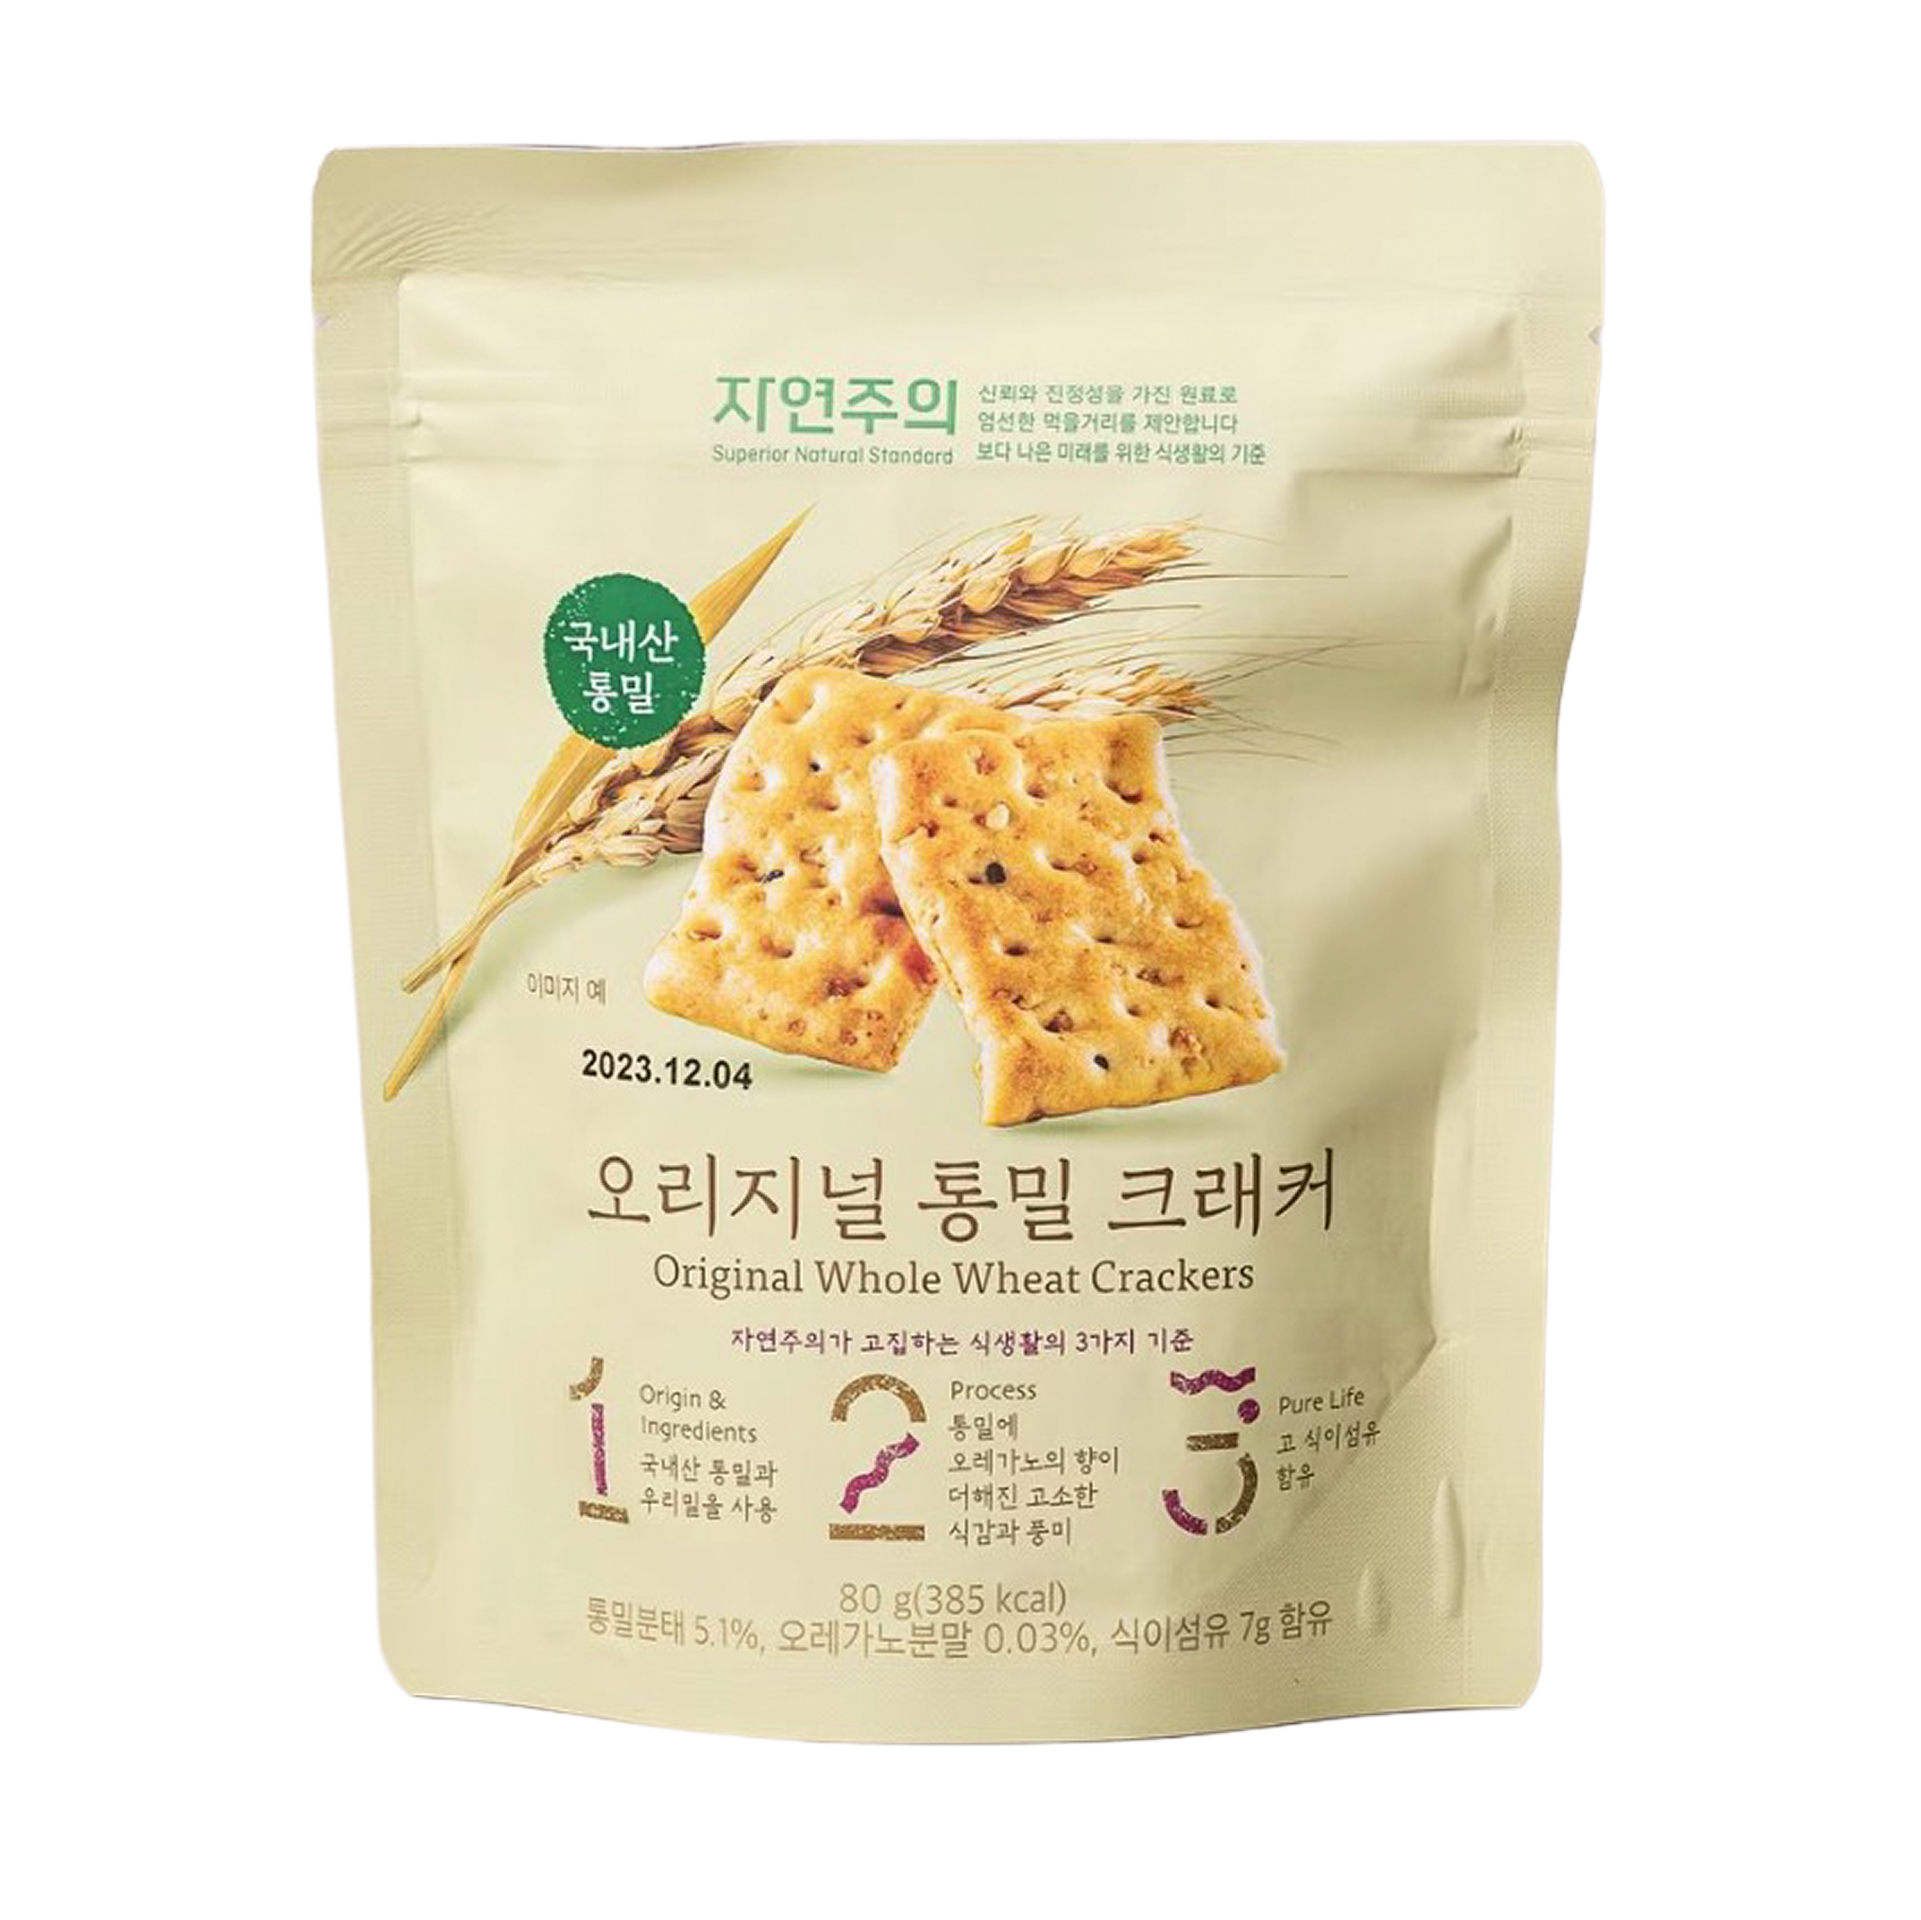 자연주의
Superior Natural Standard
신뢰와 진정성을 가진 원료로
엄선한 먹을거리를 제안합니다
보다 나은 미래를 위한 식생활의 기준
국내산
통밀
이미지 예
2023.12.04
오리지널 통밀 크래커
Original Whole Wheat Crackers
자연주의가 고집하는 식생활의 3가지 기준
1
Origin &
Ingredients
국내산 통밀과
우리밀을 사용
2
Process
통밀에
오레가노의 향이
더해진 고소한
식감과 풍미
3
Pure Life
고 식이섬유
함유
80 g(385 kcal)
통밀분태 5.1%, 오레가노분말 0.03%, 식이섬유 7g 함유